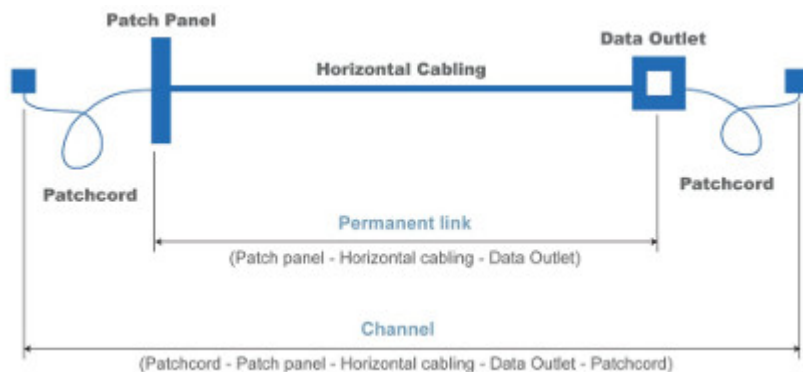 Patch Panel
Data Outlet
Horizontal Cabling
Patchcord
Patchcord
Permanent link
(Patch panel - Horizontal cabling - Data Outlet)
Channel
(Patchcord - Patch panel - Horizontal cabling - Data Outlet - Patchcord)